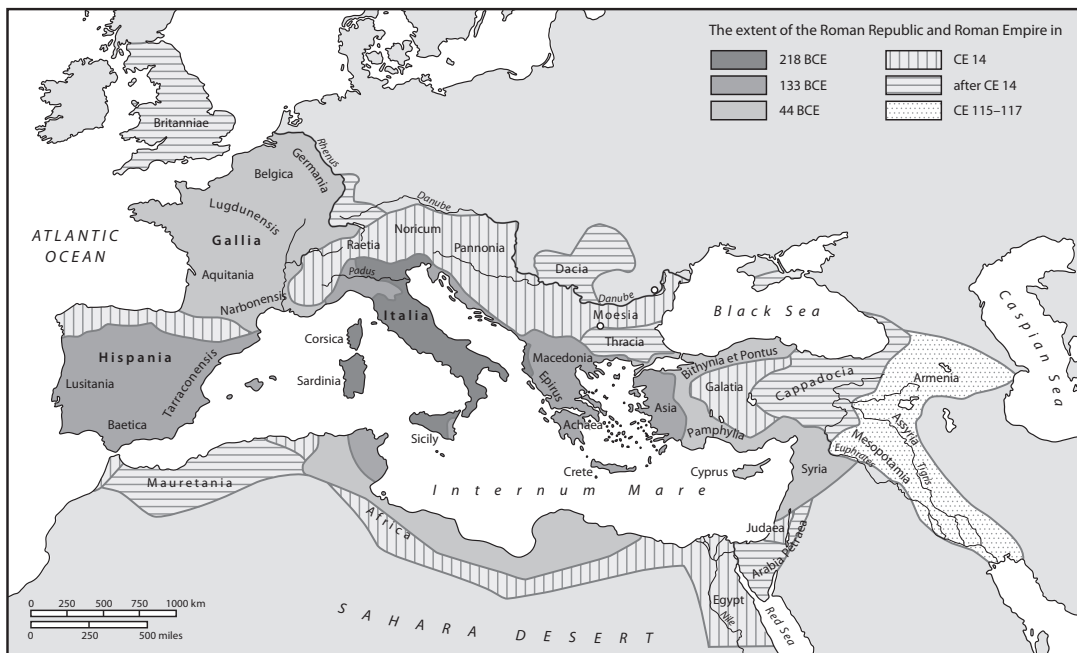 The extent of the Roman Republic and Roman Empire in
218 BCE
133 BCE
44 BCE
CE 14
after CE 14
CE 115–117
Britanniae
Rhenus
Germania
Belgica
Lugdunensis
Gallia
Aquitania
Narbonensis
ATLANTIC
OCEAN
Danube
Noricum
Raetia
Pannonia
Padus
Dacia
Danube
Moesia
Thracia
Black Sea
Caspian Sea
Italia
Corsica
Sardinia
Sicily
Hispania
Lusitania
Tarraconensis
Baetica
Macedonia
Epirus
Achaea
Crete
Bithynia et Pontus
Galatia
Cappadocia
Asia
Pamphylia
Armenia
Assyria
Mesopotamia
Euphrates
Tigris
Cyprus
Syria
Judaea
Arabia Petraea
Internum Mare
Mauretania
Africa
Egypt
Nile
Red Sea
SAHARA DESERT
0 250 500 750 1000 km
0 250 500 miles